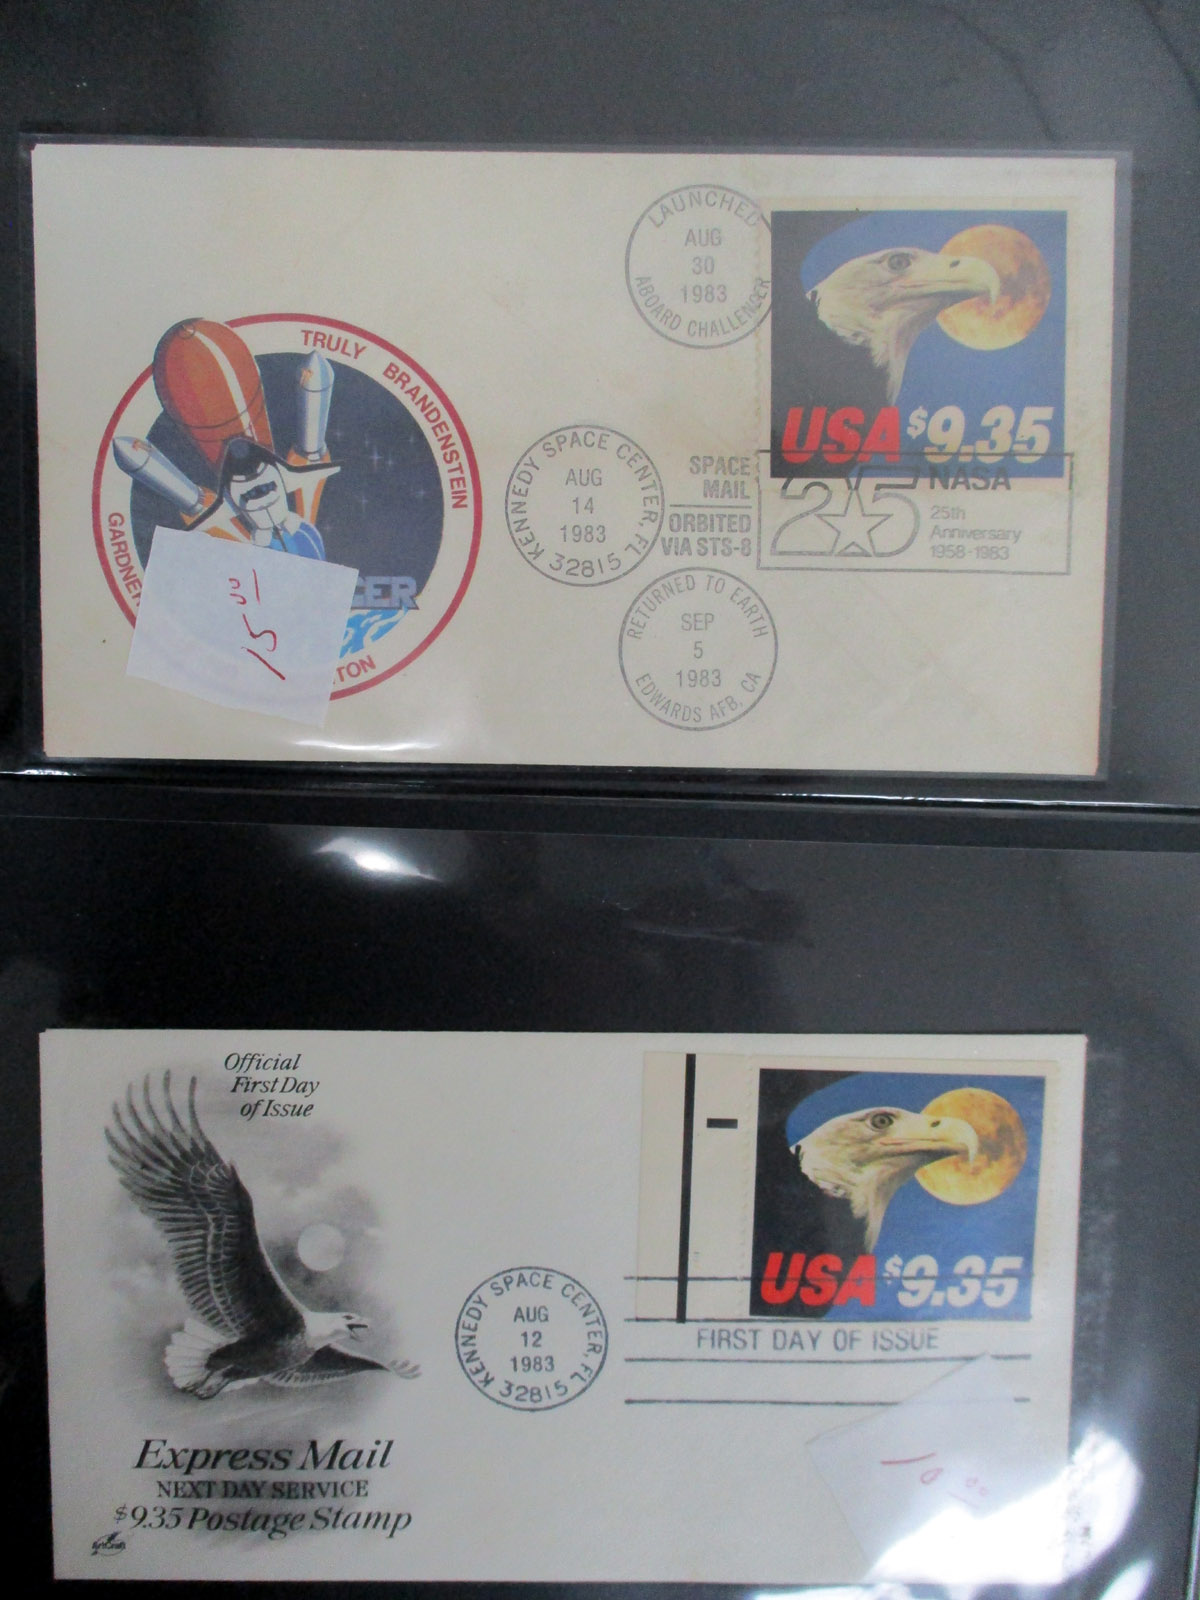 LAUNCHED
AUG
30
1983
ABOARD CHALLENGER
USA $9.35
TRULY BRANDENSTEIN
GARDNER
TON
15.00
KENNEDY SPACE CENTER, FL
AUG
14
1983
32815
SPACE
MAIL
ORBITED
VIA STS-8
25
NASA
25th
Anniversary
1958-1983
RETURNED TO EARTH
SEP
5
1983
EDWARDS AFB, CA
Official
First Day
of Issue
USA $9.35
KENNEDY SPACE CENTER, FL
AUG
12
1983
32815
FIRST DAY OF ISSUE
Express Mail
NEXT DAY SERVICE
$9.35 Postage Stamp
ArtCraft
10.00